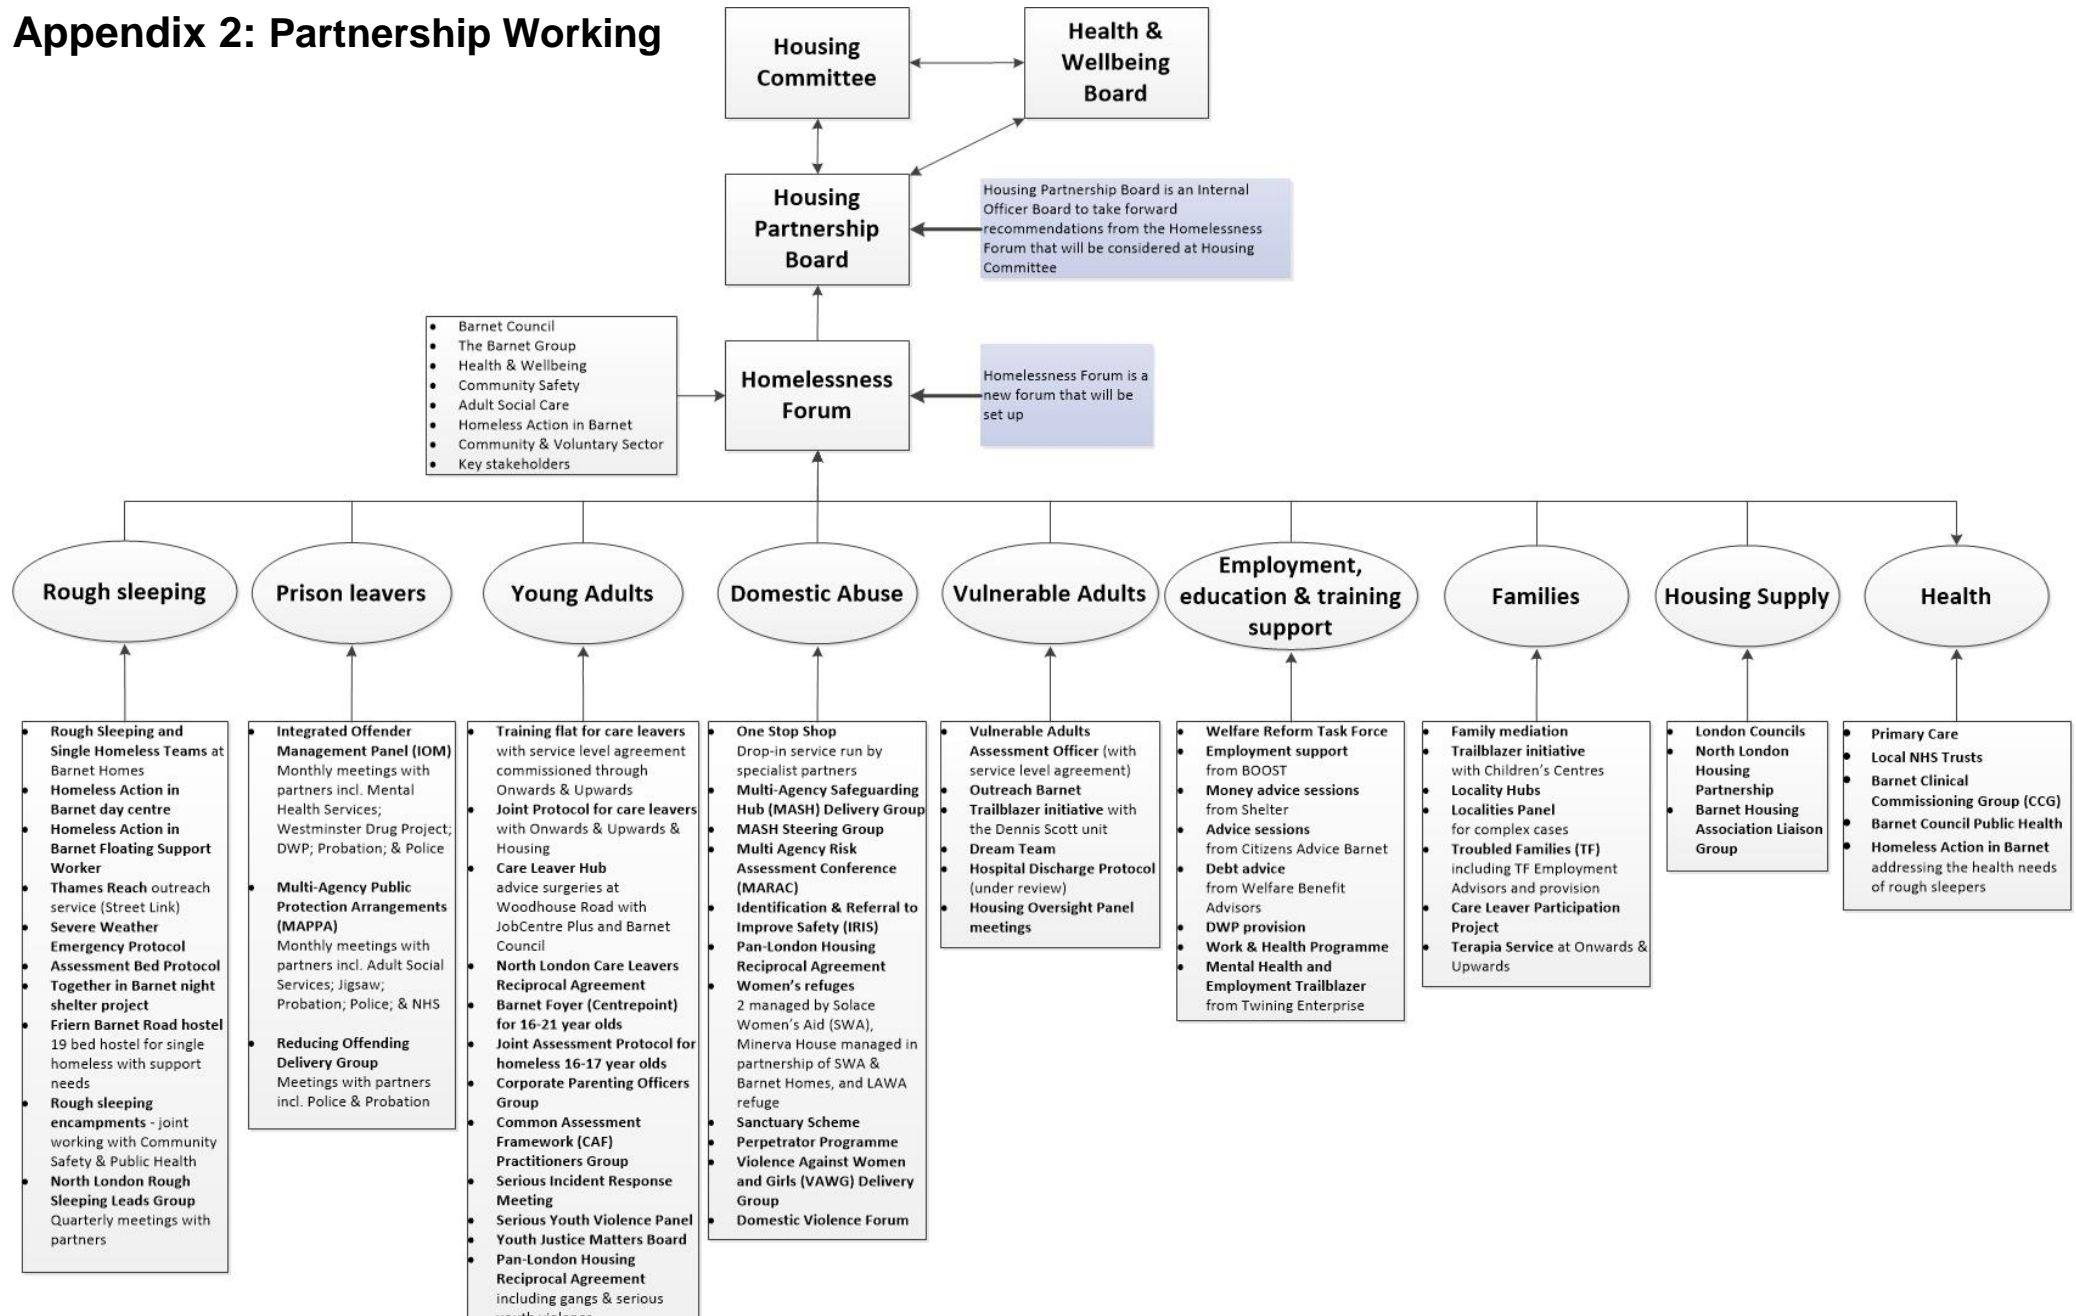 Appendix 2: Partnership Working
Housing
Committee
Health &
Wellbeing
Board
Housing
Partnership
Board
Housing Partnership Board is an Internal
Officer Board to take forward
recommendations from the Homelessness
Forum that will be considered at Housing
Committee
• Barnet Council
• The Barnet Group
• Health & Wellbeing
• Community Safety
• Adult Social Care
• Homeless Action in Barnet
• Community & Voluntary Sector
• Key stakeholders
Homelessness
Forum
Homelessness Forum is a
new forum that will be
set up
Rough sleeping
Prison leavers
Young Adults
Domestic Abuse
Vulnerable Adults
Employment,
education & training
support
Families
Housing Supply
Health
• Rough Sleeping and
Single Homeless Teams at
Barnet Homes
• Homeless Action in
Barnet day centre
• Homeless Action in
Barnet Floating Support
Worker
• Thames Reach outreach
service (Street Link)
• Severe Weather
Emergency Protocol
• Assessment Bed Protocol
• Together in Barnet night
shelter project
• Friern Barnet Road hostel
19 bed hostel for single
homeless with support
needs
• Rough sleeping
encampments - joint
working with Community
Safety & Public Health
• North London Rough
Sleeping Leads Group
Quarterly meetings with
partners
• Integrated Offender
Management Panel (IOM)
Monthly meetings with
partners incl. Mental
Health Services;
Westminster Drug Project;
DWP; Probation; & Police
• Multi-Agency Public
Protection Arrangements
(MAPPA)
Monthly meetings with
partners incl. Adult Social
Services; Jigsaw;
Probation; Police; & NHS
• Reducing Offending
Delivery Group
Meetings with partners
incl. Police & Probation
• Training flat for care leavers
with service level agreement
commissioned through
Onwards & Upwards
• Joint Protocol for care leavers
with Onwards & Upwards &
Housing
• Care Leaver Hub
advice surgeries at
Woodhouse Road with
JobCentre Plus and Barnet
Council
• North London Care Leavers
Reciprocal Agreement
• Barnet Foyer (Centrepoint)
for 16-21 year olds
• Joint Assessment Protocol for
homeless 16-17 year olds
• Corporate Parenting Officers
Group
• Common Assessment
Framework (CAF)
Practitioners Group
• Serious Incident Response
Meeting
• Serious Youth Violence Panel
• Youth Justice Matters Board
• Pan-London Housing
Reciprocal Agreement
including gangs & serious
• One Stop Shop
Drop-in service run by
specialist partners
• Multi-Agency Safeguarding
Hub (MASH) Delivery Group
• MASH Steering Group
• Multi Agency Risk
Assessment Conference
(MARAC)
• Identification & Referral to
Improve Safety (IRIS)
• Pan-London Housing
Reciprocal Agreement
• Women's refuges
2 managed by Solace
Women's Aid (SWA),
Minerva House managed in
partnership of SWA &
Barnet Homes, and LAWA
refuge
• Sanctuary Scheme
• Perpetrator Programme
• Violence Against Women
and Girls (VAWG) Delivery
Group
• Domestic Violence Forum
• Vulnerable Adults
Assessment Officer (with
service level agreement)
• Outreach Barnet
• Trailblazer initiative with
the Dennis Scott unit
• Dream Team
• Hospital Discharge Protocol
(under review)
• Housing Oversight Panel
meetings
• Welfare Reform Task Force
• Employment support
from BOOST
• Money advice sessions
from Shelter
• Advice sessions
from Citizens Advice Barnet
• Debt advice
from Welfare Benefit
Advisors
• DWP provision
• Work & Health Programme
• Mental Health and
Employment Trailblazer
from Twining Enterprise
• Family mediation
• Trailblazer initiative
with Children's Centres
• Locality Hubs
• Localities Panel
for complex cases
• Troubled Families (TF)
including TF Employment
Advisors and provision
• Care Leaver Participation
Project
• Terapia Service at Onwards &
Upwards
• London Councils
• North London
Housing
Partnership
• Barnet Housing
Association Liaison
Group
• Primary Care
• Local NHS Trusts
• Barnet Clinical
Commissioning Group (CCG)
• Barnet Council Public Health
• Homeless Action in Barnet
addressing the health needs
of rough sleepers